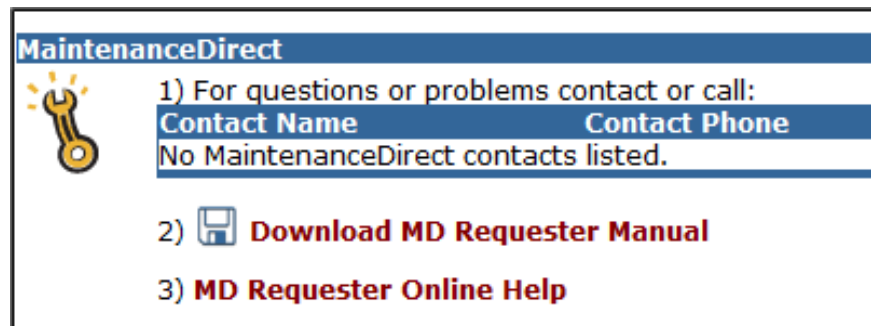 MaintenanceDirect
1) For questions or problems contact or call:
Contact Name Contact Phone
No MaintenanceDirect contacts listed.
2) Download MD Requester Manual
3) MD Requester Online Help